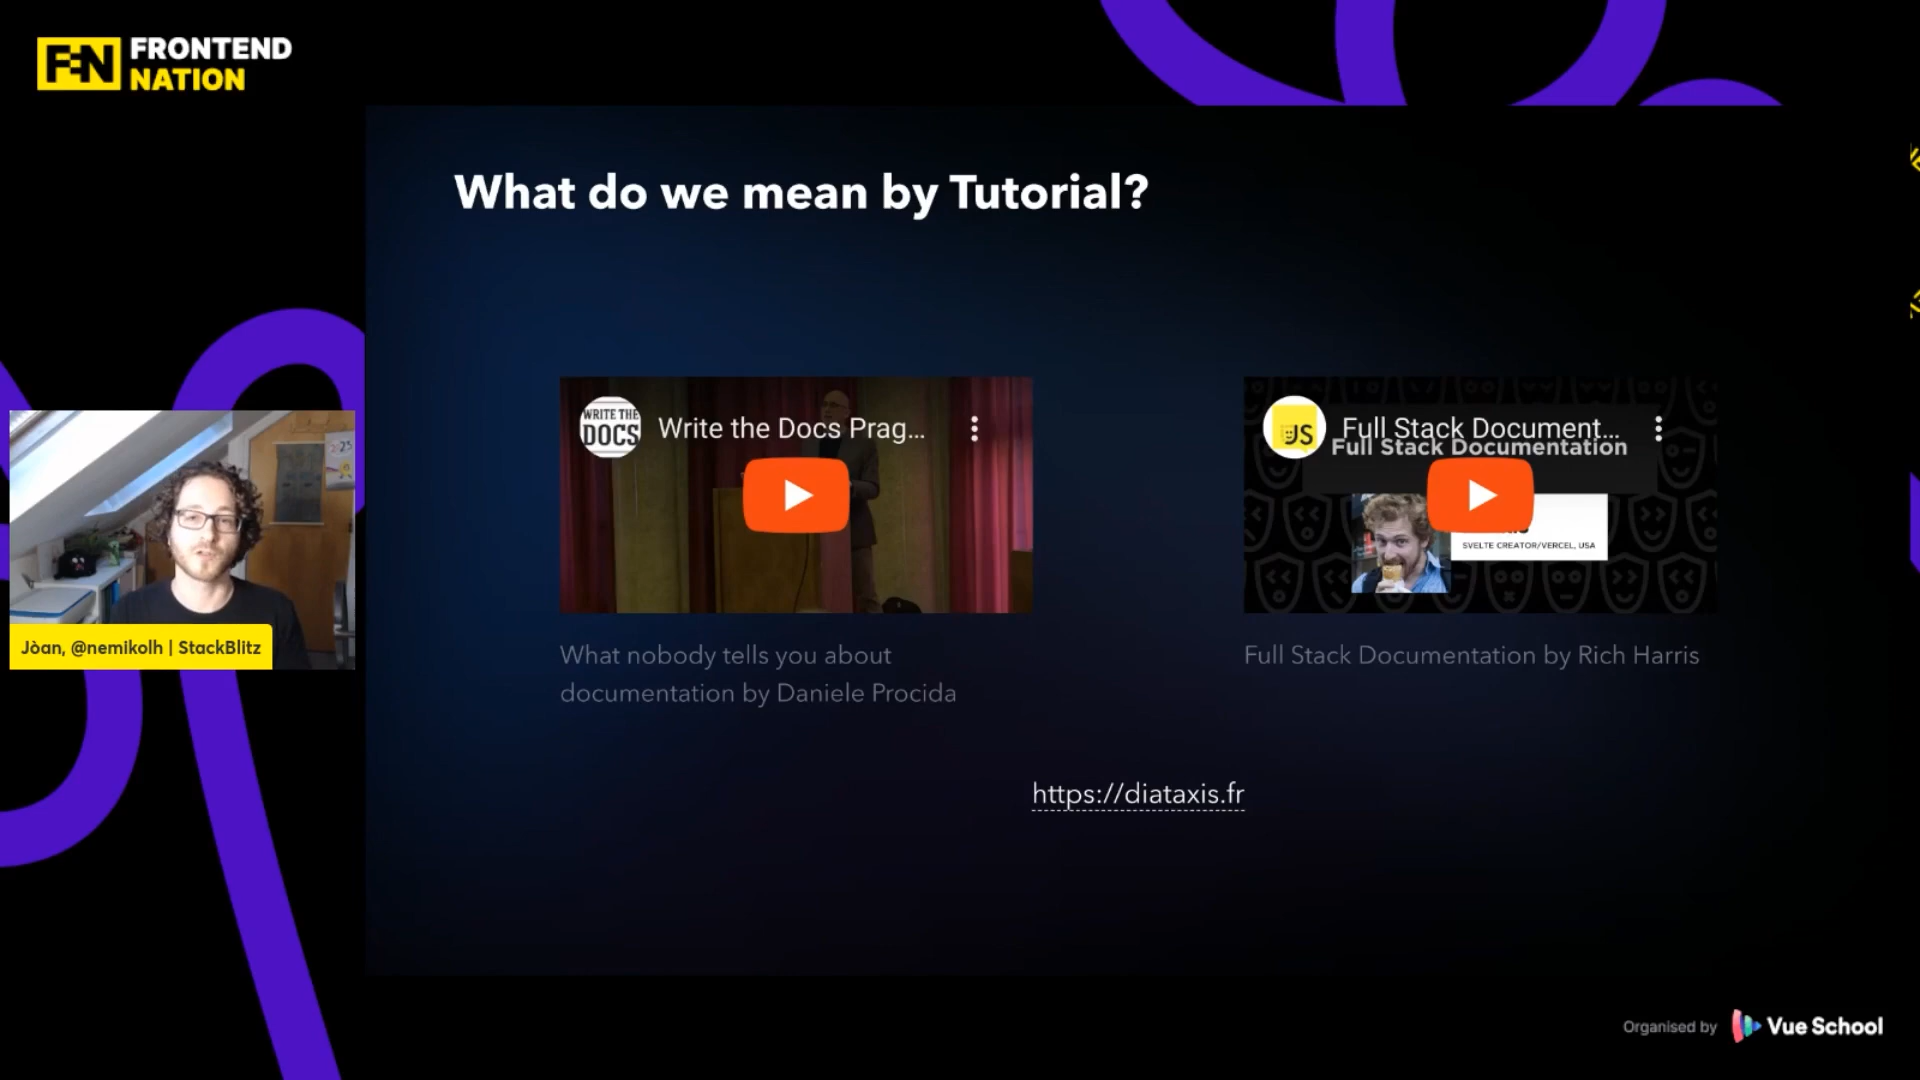 FEN FRONTEND
NATION
What do we mean by Tutorial?
WRITE THE
DOCS
Write the Docs Prag...
JS
Full Stack Document...
Full Stack Documentation
SVELTE CREATOR/VERCEL, USA
What nobody tells you about
documentation by Daniele Procida
Full Stack Documentation by Rich Harris
https://diataxis.fr
Jòan, @nemikolh | StackBlitz
Organised by Vue School